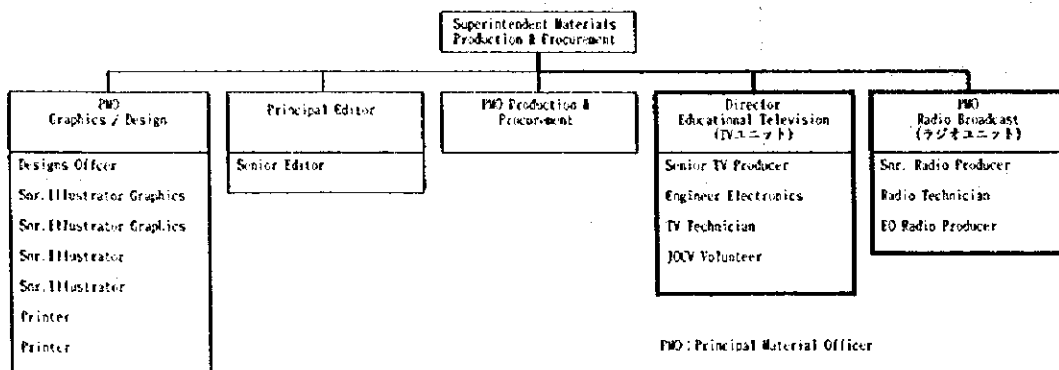 Superintendent Materials
Production & Procurement
PMO
Graphics / Design
Designs Offcer
Snr.Illustrator Graphics
Snr.Illustrator Graphics
Snr.Illustrator
Snr.Illustrator
Printer
Printer
Principal Editor
Senior Editor
PMO Production &
Procurement
Director
Educational Television
(TVユニット)
Senior TV Producer
Engineer Electronics
TV Technician
JOCV Volunteer
PMO
Radio Broadcast
(ラジオユニット)
Snr. Radio Producer
Radio Technician
EO Radio Producer
PMO : Principal Material Officer